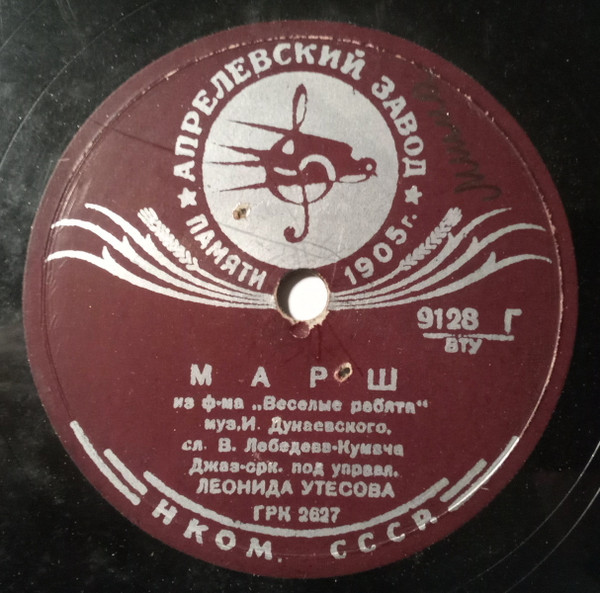 ★ АПРЕЛЕВСКИЙ ЗАВОД ★
ПАМЯТИ 1905 г.
9128 Г
ВТУ
МАРШ
из ф-ма „Веселые ребята“
муз. И. Дунаевского,
сл. В. Лебедева-Кумача
Джаз-орк. под управл.
ЛЕОНИДА УТЕСОВА
ГРК 2627
НКОМ. СССР.